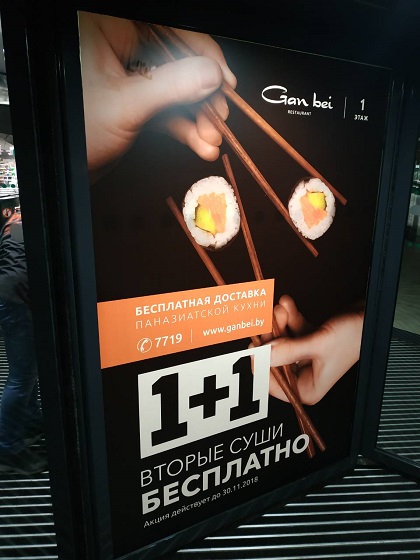 Gan bei
RESTAURANT
1
ЭТАЖ
БЕСПЛАТНАЯ ДОСТАВКА
ПАНАЗИАТСКОЙ КУХНИ
7719 | www.ganbei.by
1+1
ВТОРЫЕ СУШИ
БЕСПЛАТНО
Акция действует до 30.11.2018